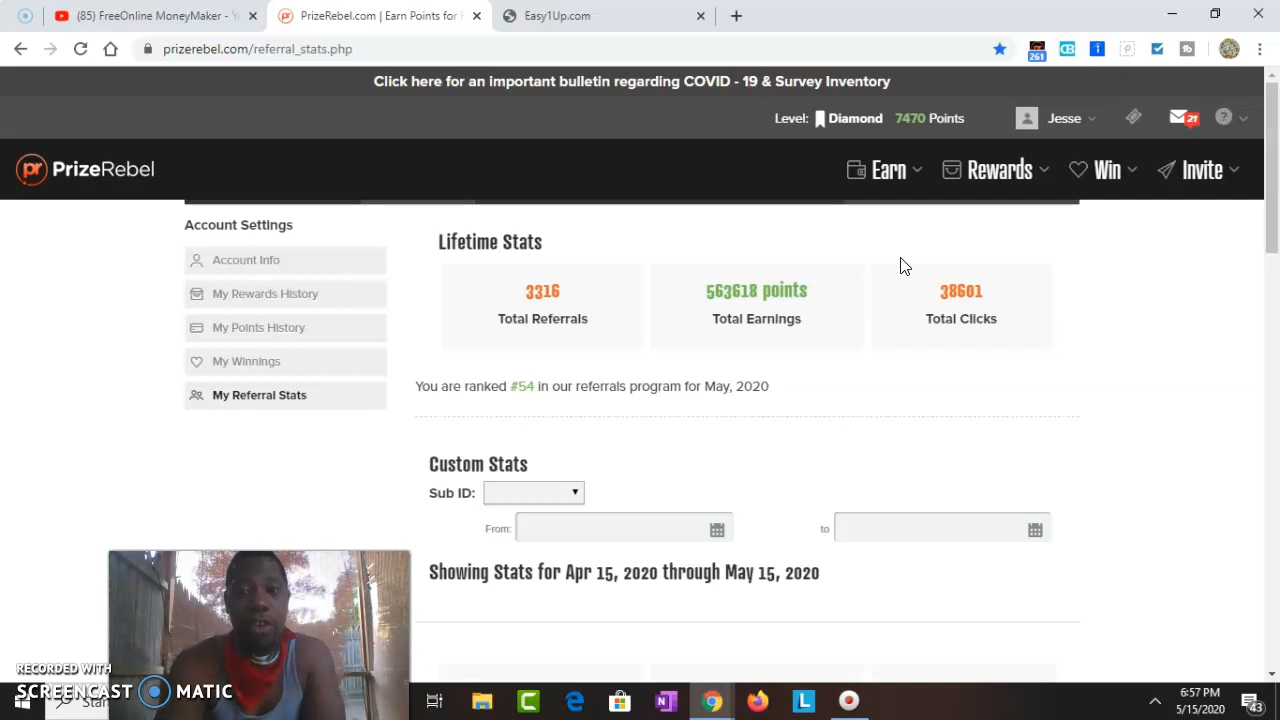 (85) FreeOnline MoneyMaker - Y
PrizeRebel.com | Earn Points for F
Easy1Up.com
prizerebel.com/referral_stats.php
261
Click here for an important bulletin regarding COVID - 19 & Survey Inventory
Level: Diamond 7470 Points
Jesse
21
pr PrizeRebel
Earn
Rewards
Win
Invite
Account Settings
Account Info
My Rewards History
My Points History
My Winnings
My Referral Stats
Lifetime Stats
3316
Total Referrals
563618 points
Total Earnings
38601
Total Clicks
You are ranked #54 in our referrals program for May, 2020
Custom Stats
Sub ID:
From:
to
Showing Stats for Apr 15, 2020 through May 15, 2020
RECORDED WITH
SCREENCAST MATIC
6:57 PM
5/15/2020
43